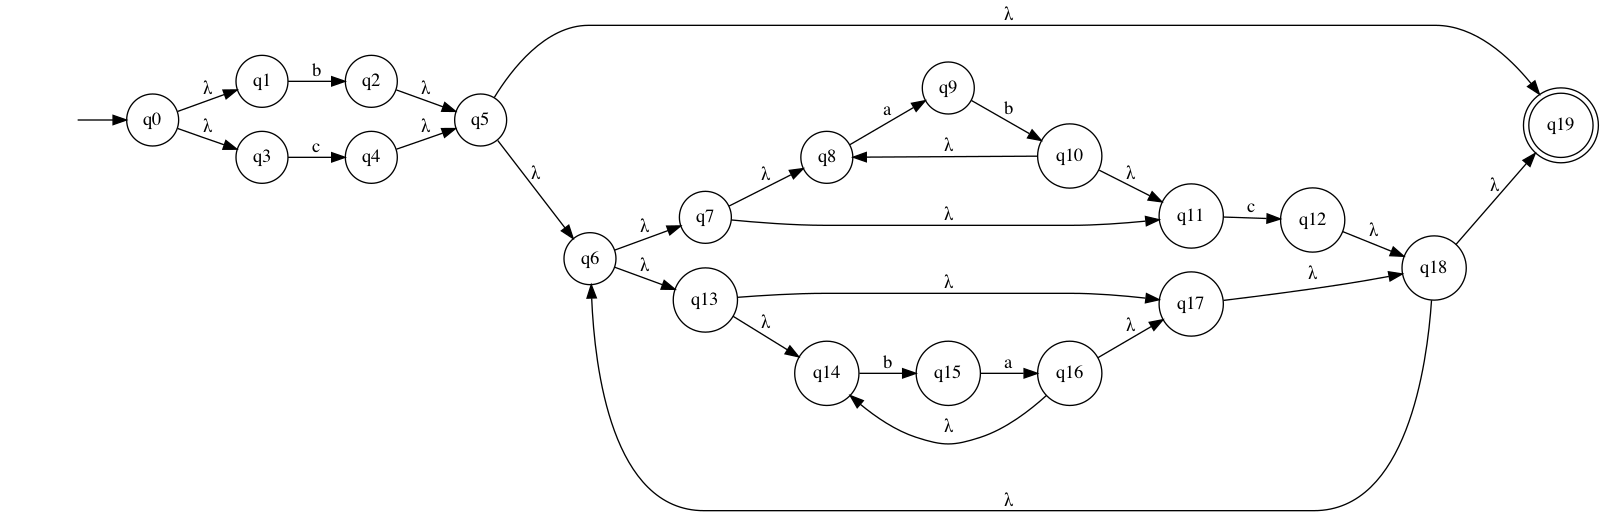 λ
q9
q1 b q2
λ λ a b
q0 q5 q19
λ λ
q3 c q4 q8 λ q10
λ λ λ
λ q7 λ q11 c q12
λ λ
q6 q18
λ q13 λ q17 λ
λ λ
q14 b q15 a q16
λ
λ